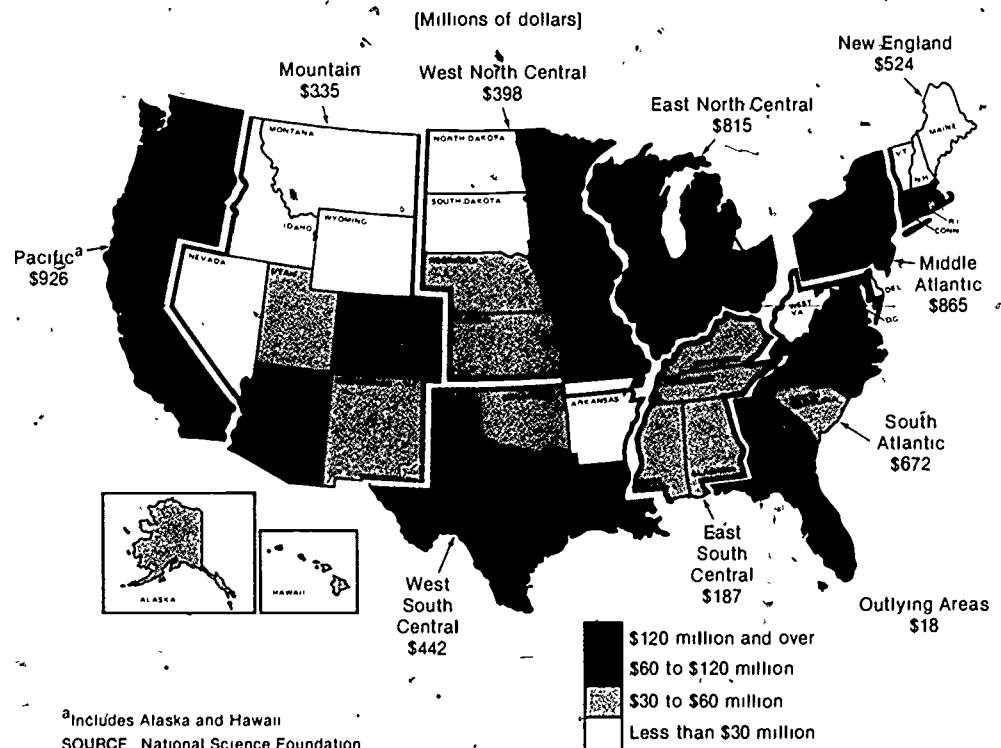 [Millions of dollars]
New England
$524
Mountain
$335
West North Central
$398
East North Central
$815
MONTANA
NORTH DAKOTA
MAINE
VT
N.H.
SOUTH DAKOTA
WYOMING
IDAHO
R I
CONN
Pacific a
$926
NEVADA
UTAH
Middle
Atlantic
$865
DEL
WEST
VA
DC
ARKANSAS
South
Atlantic
$672
East
South
Central
$187
ALASKA
HAWAII
West
South
Central
$442
Outlying Areas
$18
$120 million and over
$60 to $120 million
$30 to $60 million
Less than $30 million
a Includes Alaska and Hawaii
SOURCE National Science Foundation